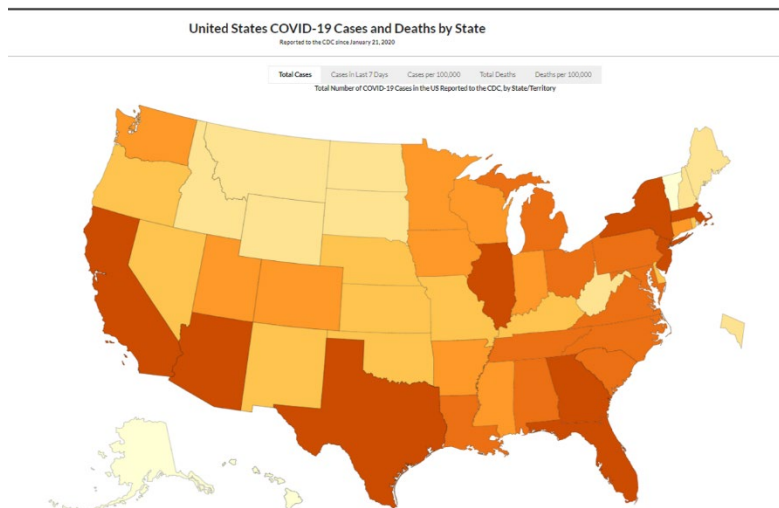 United States COVID-19 Cases and Deaths by State
Reported to the CDC since January 21, 2020
Total Cases Cases in Last 7 Days Cases per 100,000 Total Deaths Deaths per 100,000
Total Number of COVID-19 Cases in the US Reported to the CDC, by State/Territory